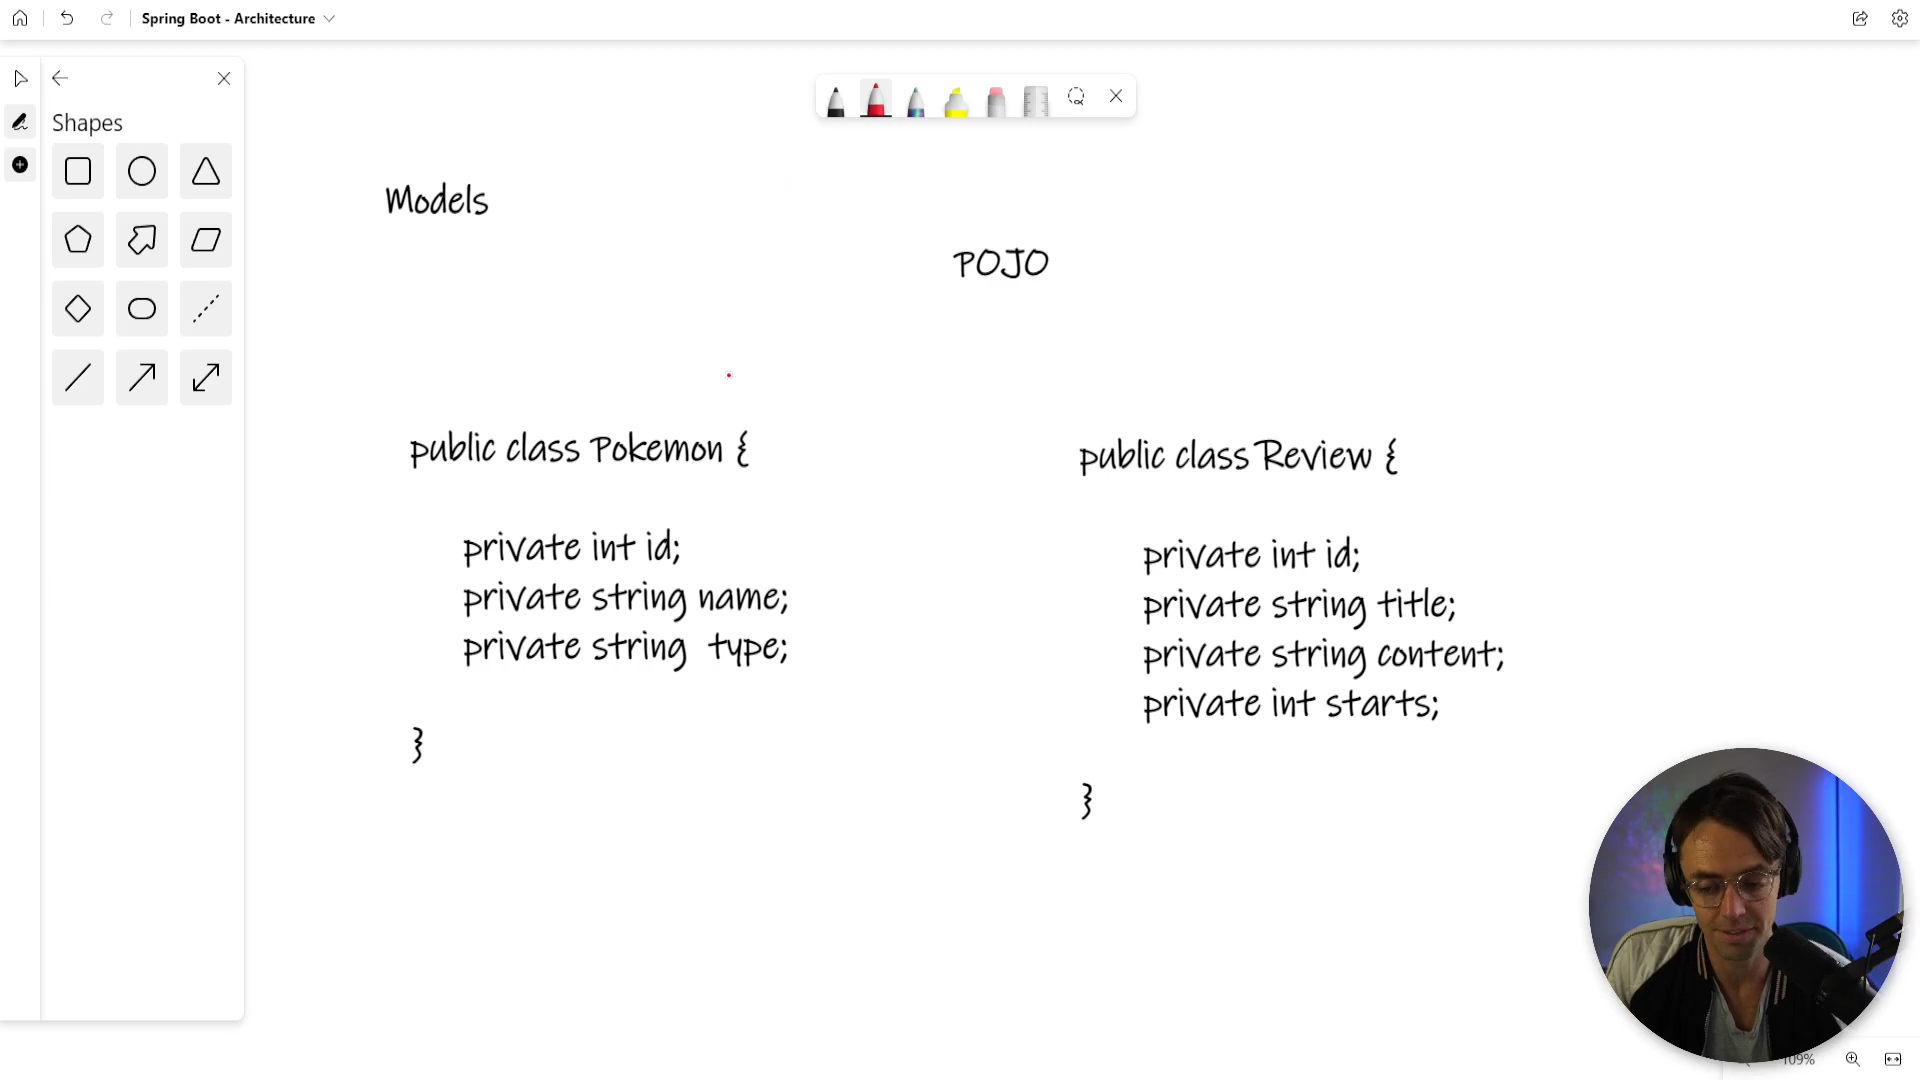 Spring Boot - Architecture
Shapes
Models
POJO
public class Pokemon {
private int id;
private string name;
private string type;
}
public class Review {
private int id;
private string title;
private string content;
private int starts;
}
109%